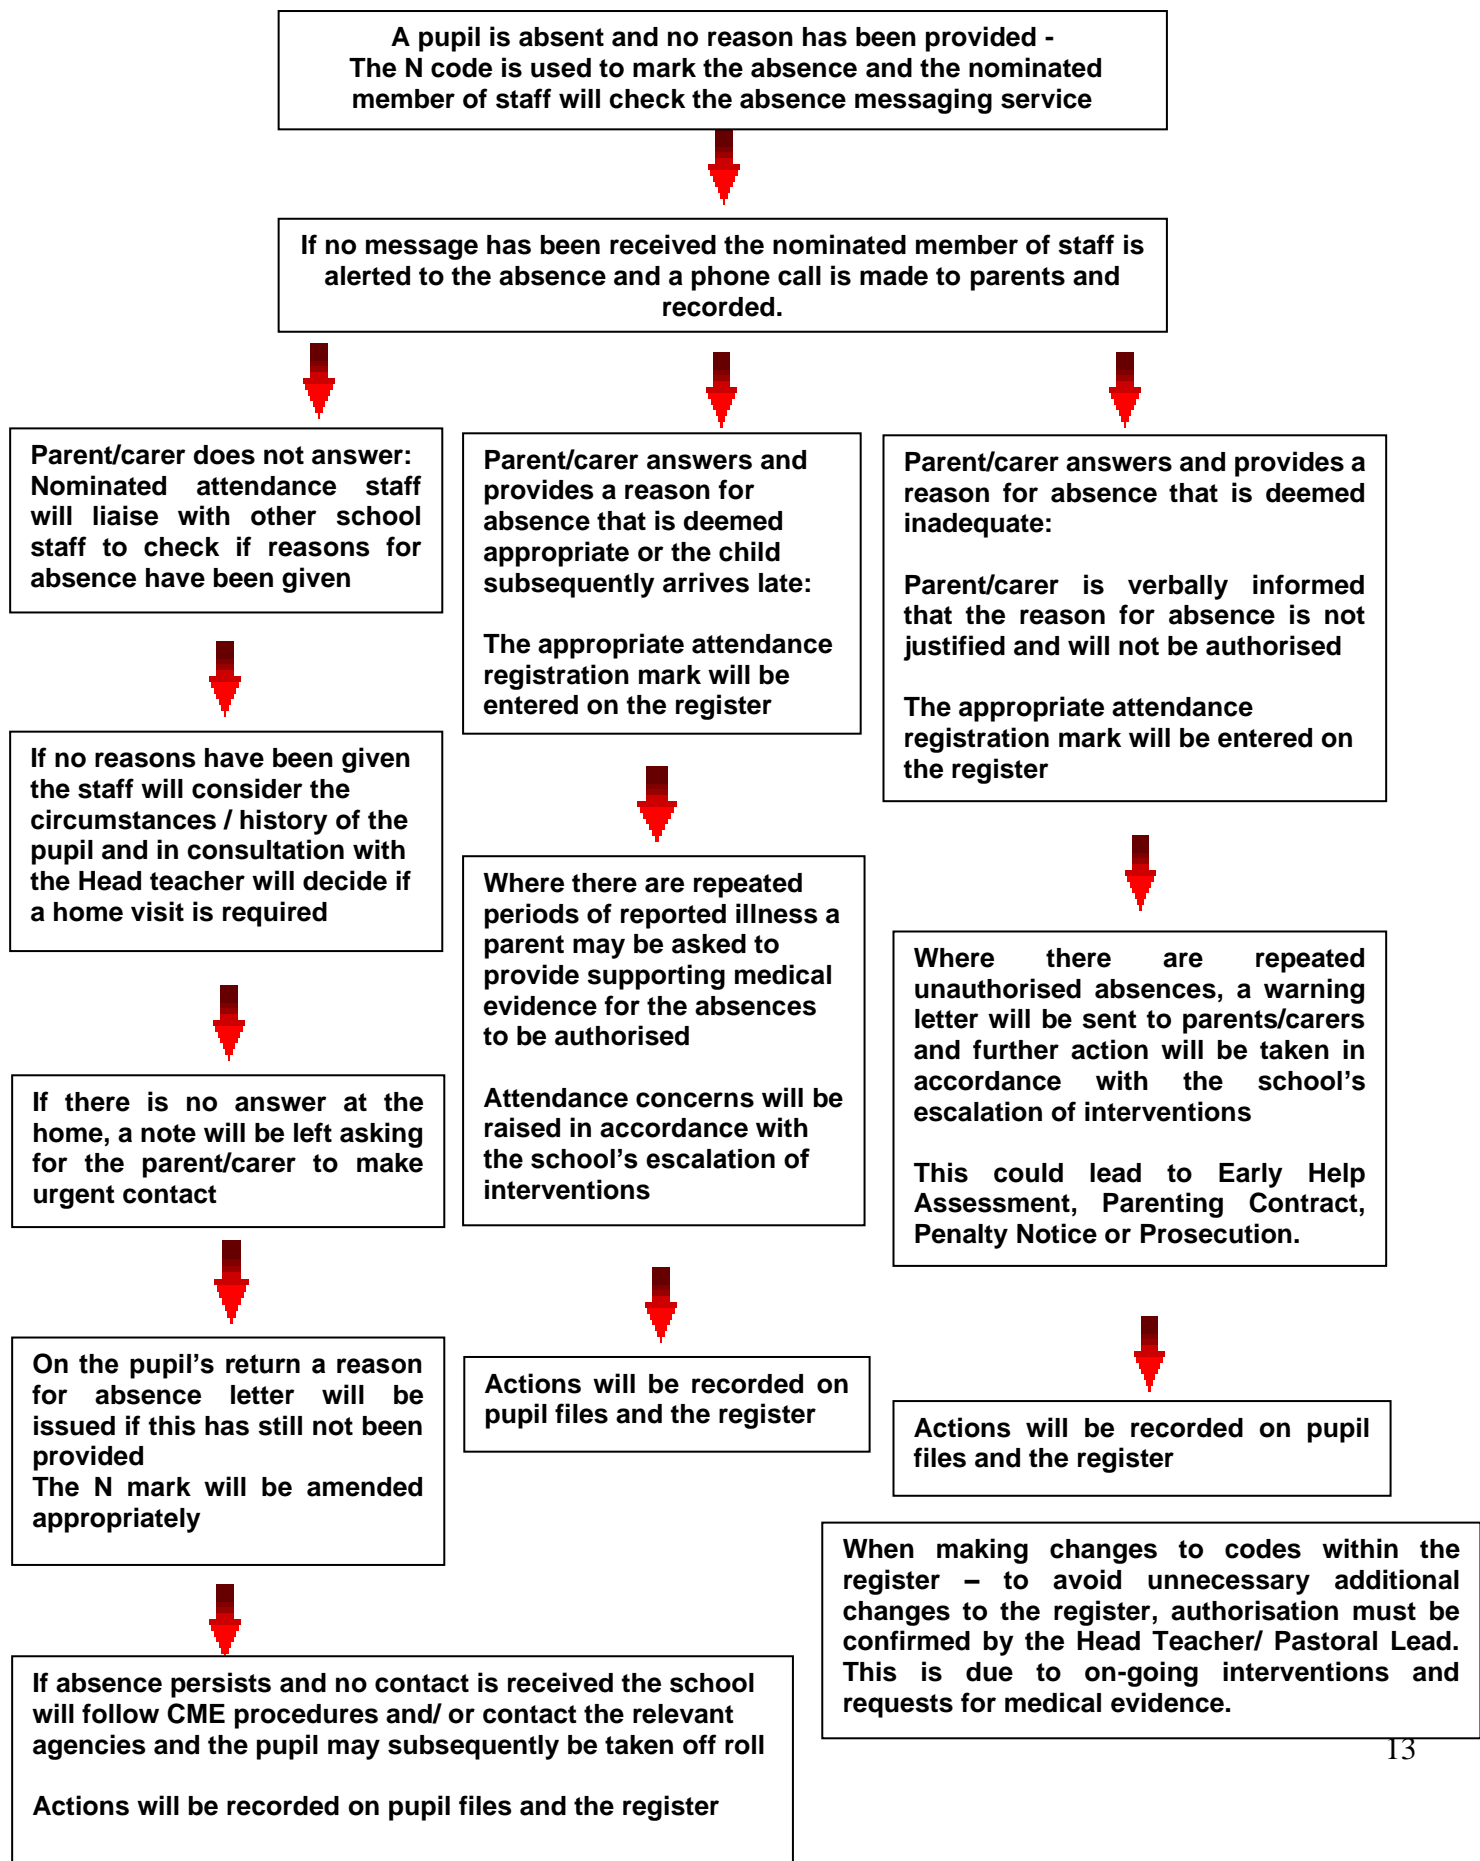 A pupil is absent and no reason has been provided -
The N code is used to mark the absence and the nominated
member of staff will check the absence messaging service
If no message has been received the nominated member of staff is
alerted to the absence and a phone call is made to parents and
recorded.
Parent/carer does not answer:
Nominated attendance staff
will liaise with other school
staff to check if reasons for
absence have been given
If no reasons have been given
the staff will consider the
circumstances / history of the
pupil and in consultation with
the Head teacher will decide if
a home visit is required
If there is no answer at the
home, a note will be left asking
for the parent/carer to make
urgent contact
On the pupil's return a reason
for absence letter will be
issued if this has still not been
provided
The N mark will be amended
appropriately
If absence persists and no contact is received the school
will follow CME procedures and/ or contact the relevant
agencies and the pupil may subsequently be taken off roll
Actions will be recorded on pupil files and the register
Parent/carer answers and
provides a reason for
absence that is deemed
appropriate or the child
subsequently arrives late:
The appropriate attendance
registration mark will be
entered on the register
Where there are repeated
periods of reported illness a
parent may be asked to
provide supporting medical
evidence for the absences
to be authorised
Attendance concerns will be
raised in accordance with
the school's escalation of
interventions
Actions will be recorded on
pupil files and the register
Parent/carer answers and provides a
reason for absence that is deemed
inadequate:
Parent/carer is verbally informed
that the reason for absence is not
justified and will not be authorised
The appropriate attendance
registration mark will be entered on
the register
Where there are repeated
unauthorised absences, a warning
letter will be sent to parents/carers
and further action will be taken in
accordance with the school's
escalation of interventions
This could lead to Early Help
Assessment, Parenting Contract,
Penalty Notice or Prosecution.
Actions will be recorded on pupil
files and the register
When making changes to codes within the
register – to avoid unnecessary additional
changes to the register, authorisation must be
confirmed by the Head Teacher/ Pastoral Lead.
This is due to on-going interventions and
requests for medical evidence.
13